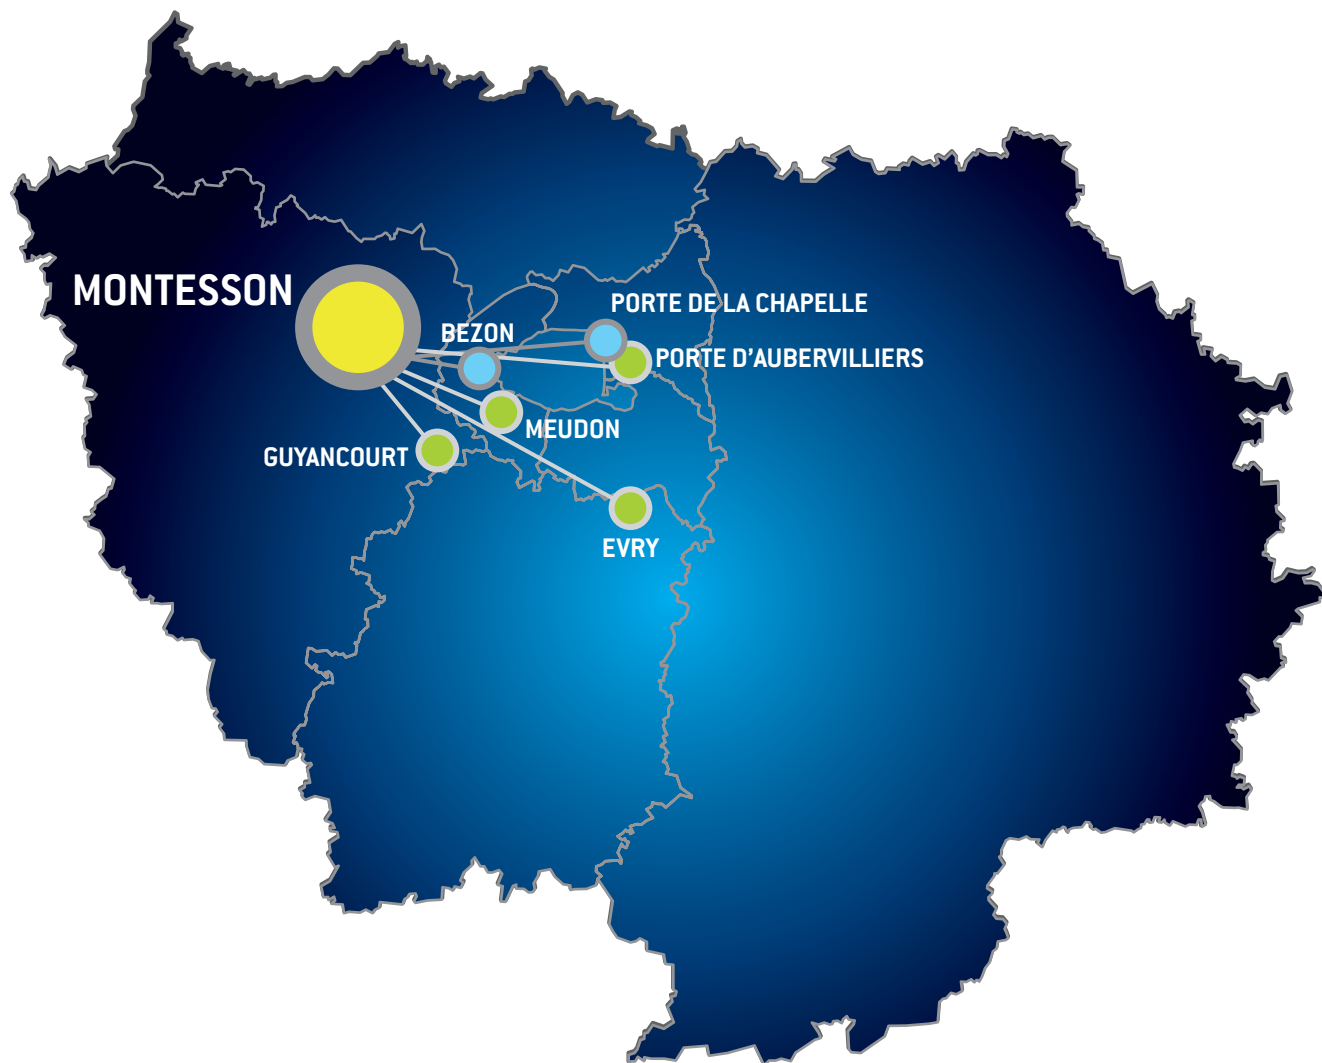 MONTESSON
PORTE DE LA CHAPELLE
BEZON
PORTE D'AUBERVILLIERS
MEUDON
GUYANCOURT
EVRY